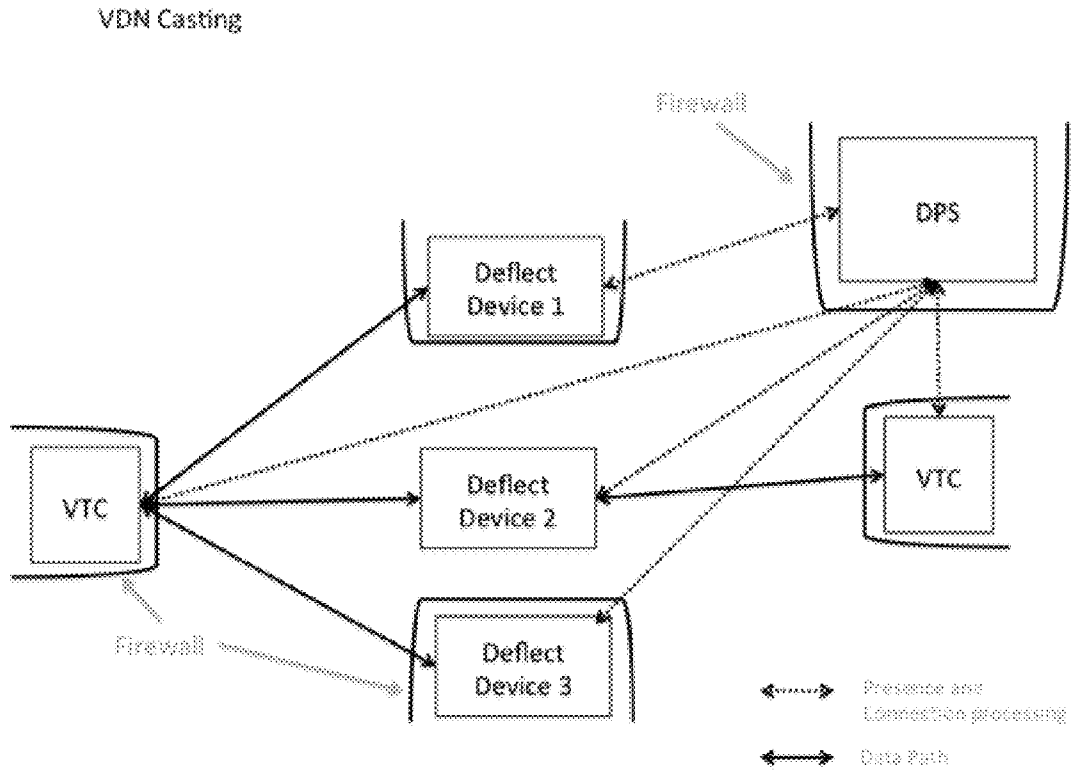 VDN Casting
Firewall
DPS
Deflect
Device 1
VTC
Deflect
Device 2
VTC
Firewall
Deflect
Device 3
Presence and
Connection processing
Data Path